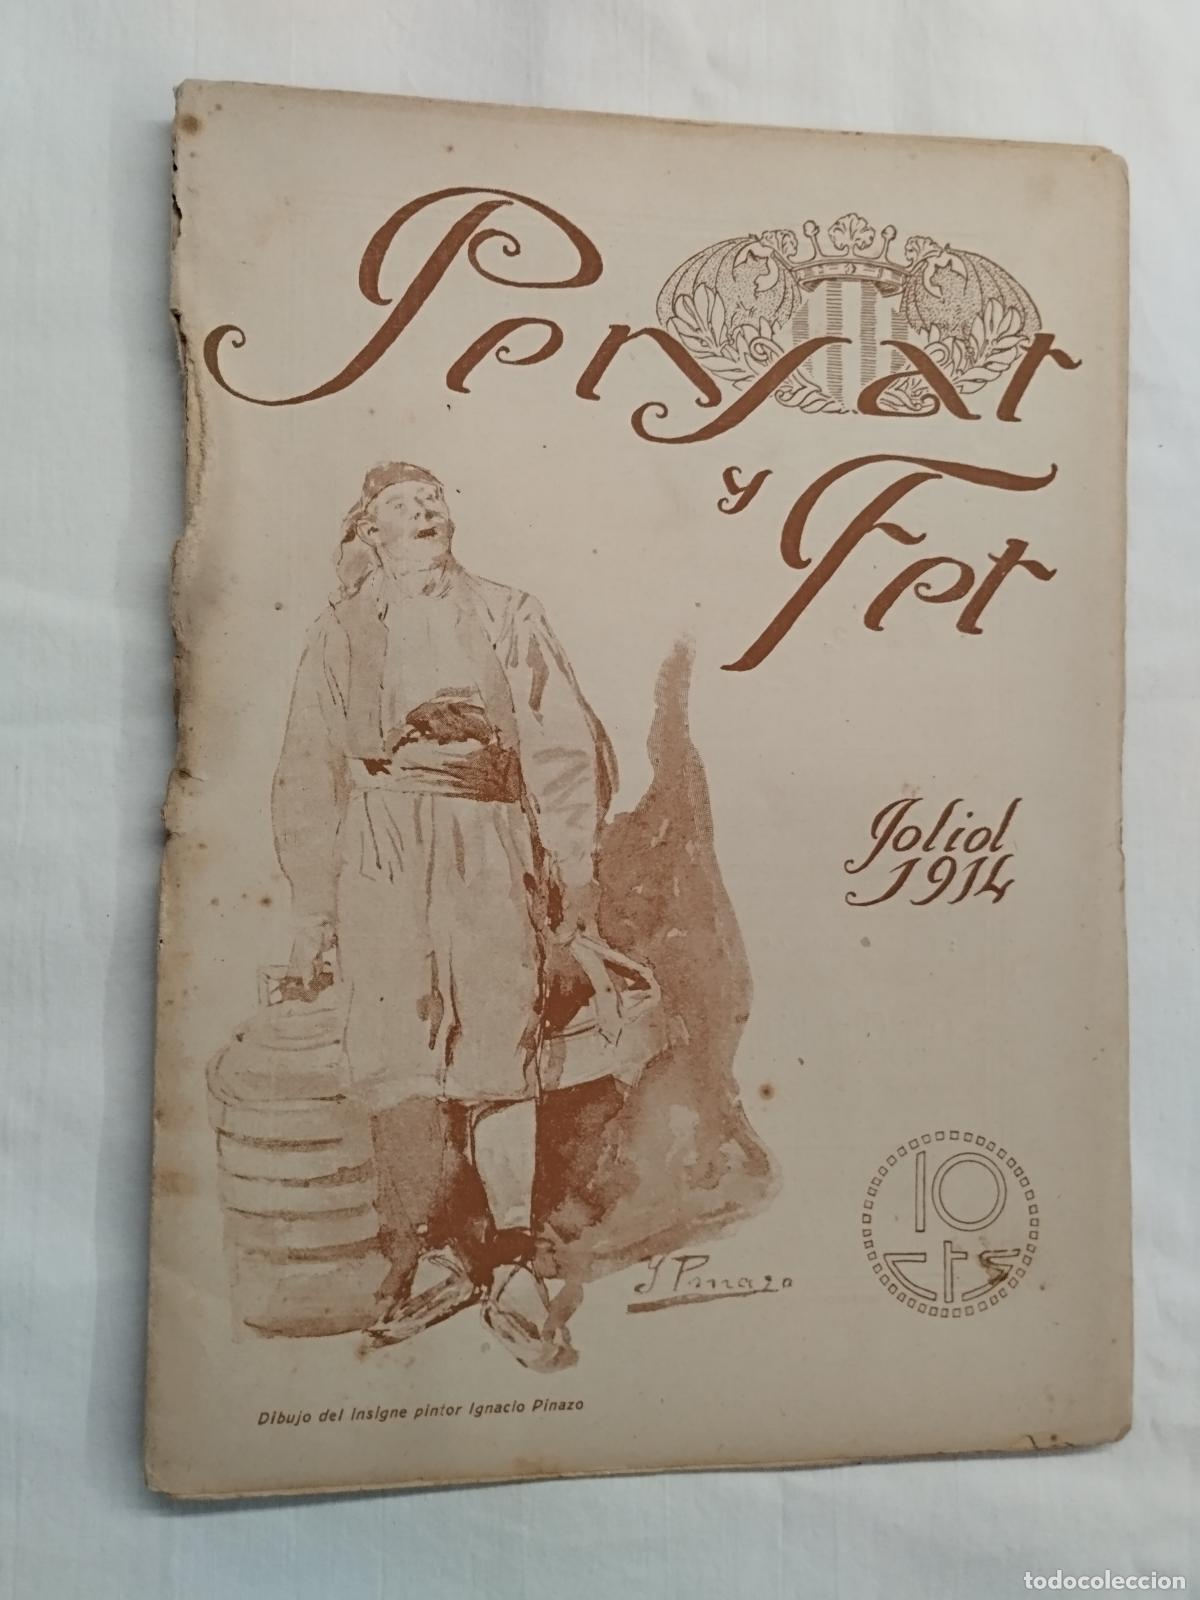 Pensat
y
Fet
Joliol
1914
10
CTS
Y Pinazo
Dibujo del insigne pintor Ignacio Pinazo
todocoleccion